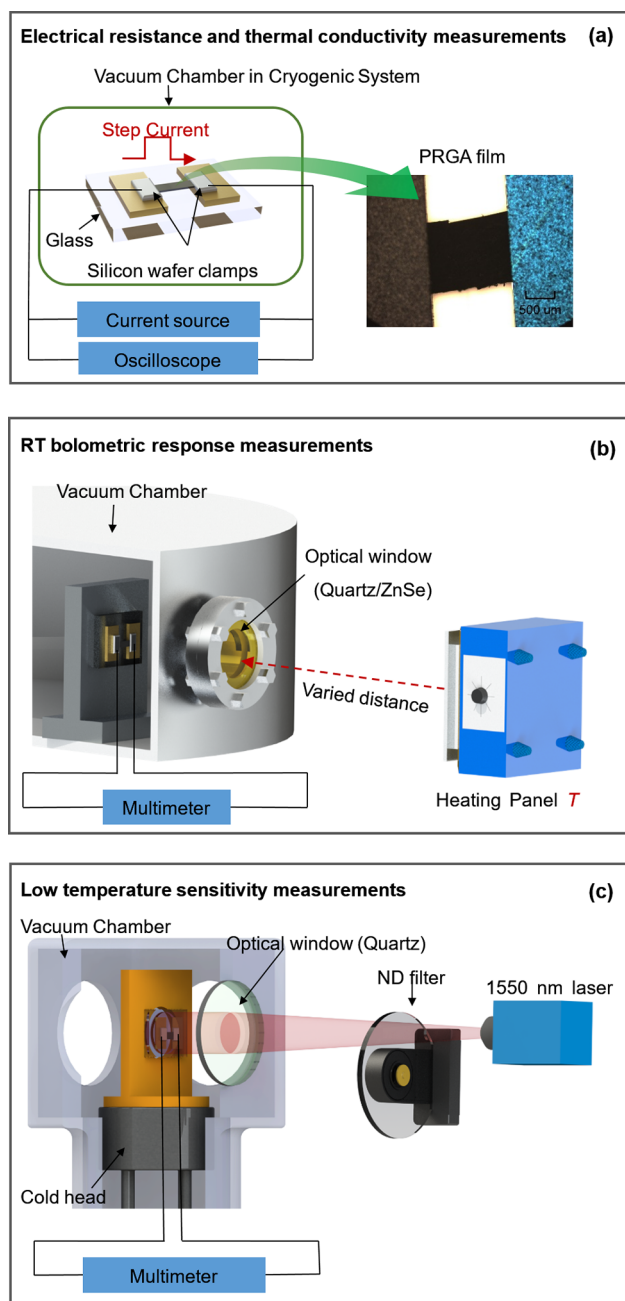 Electrical resistance and thermal conductivity measurements (a)
Vacuum Chamber in Cryogenic System
Step Current
PRGA film
Glass
Silicon wafer clamps
500 um
Current source
Oscilloscope
RT bolometric response measurements (b)
Vacuum Chamber
Optical window
(Quartz/ZnSe)
Varied distance
Heating Panel T
Multimeter
Low temperature sensitivity measurements (c)
Vacuum Chamber
Optical window (Quartz)
ND filter
1550 nm laser
Cold head
Multimeter